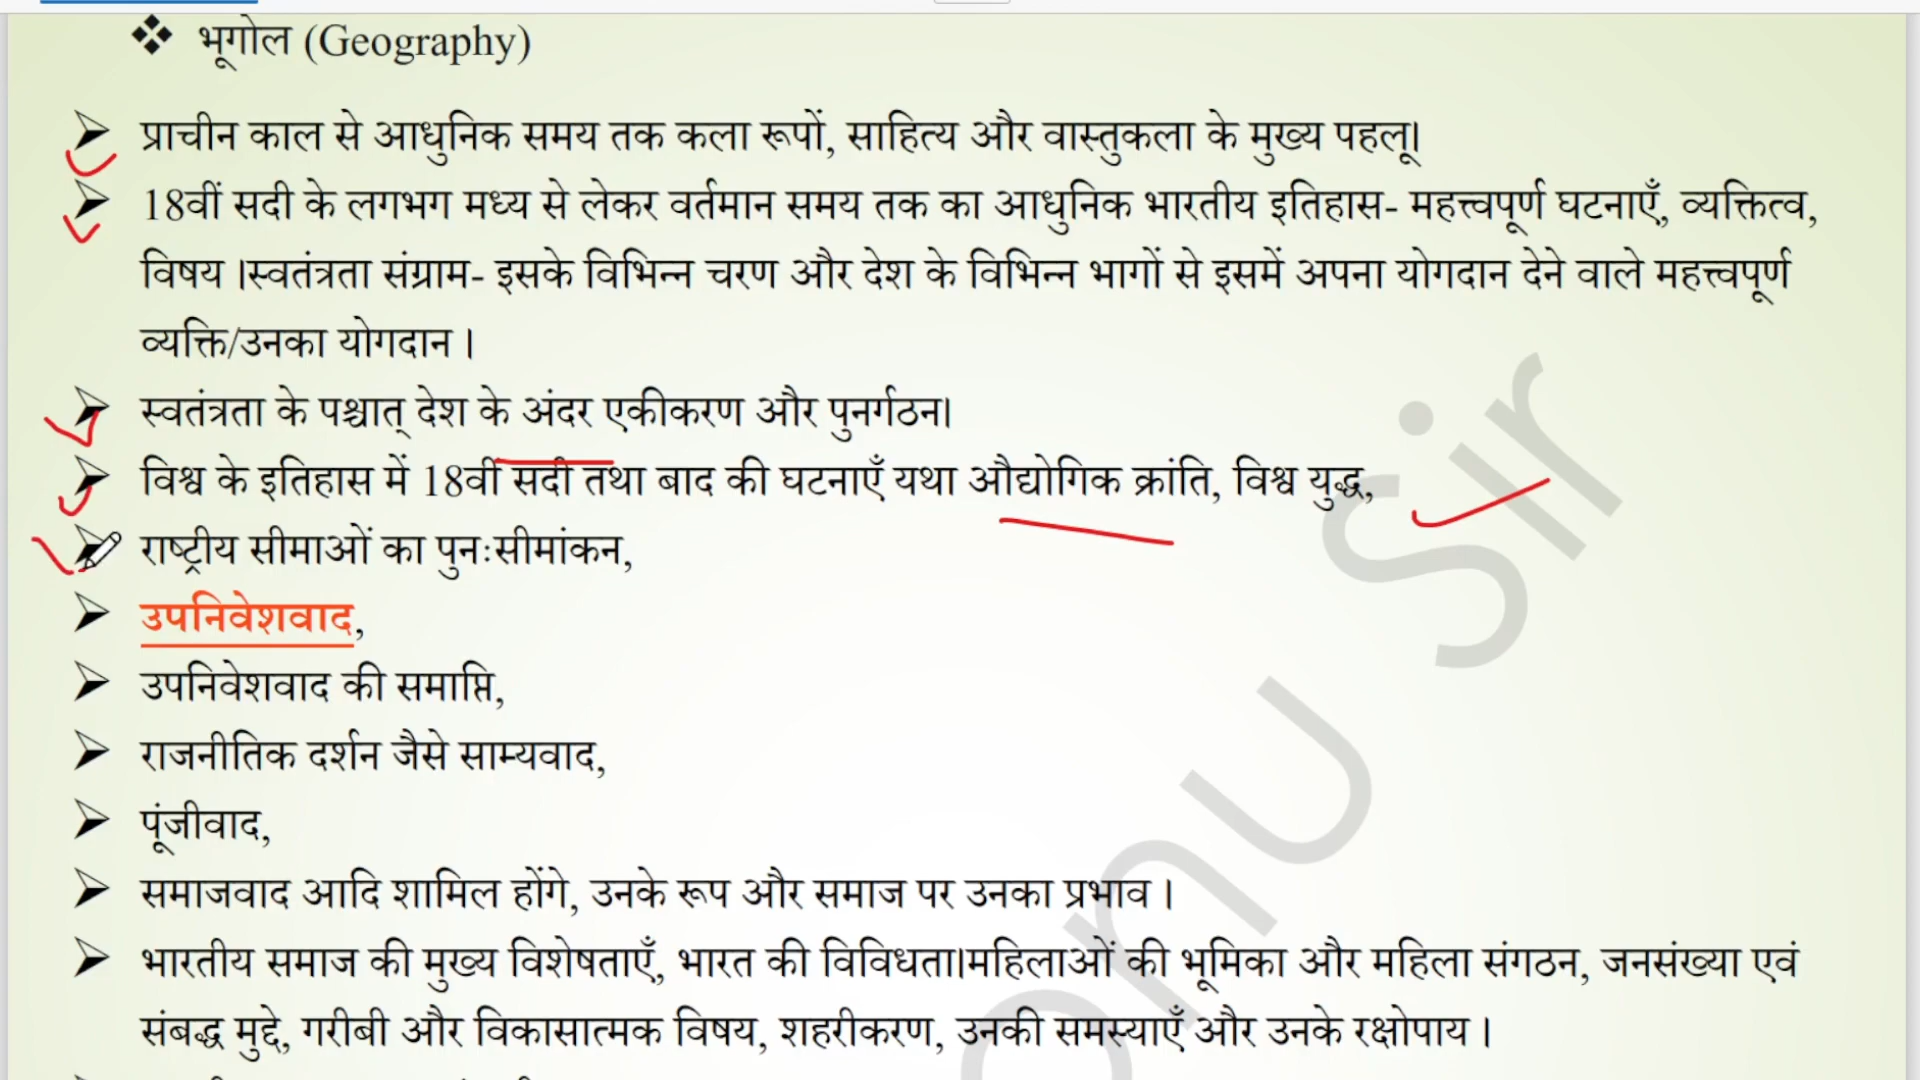 ❖ भूगोल (Geography)
➢ प्राचीन काल से आधुनिक समय तक कला रूपों, साहित्य और वास्तुकला के मुख्य पहलू।
➢ 18वीं सदी के लगभग मध्य से लेकर वर्तमान समय तक का आधुनिक भारतीय इतिहास- महत्त्वपूर्ण घटनाएँ, व्यक्तित्व,
विषय ।स्वतंत्रता संग्राम- इसके विभिन्न चरण और देश के विभिन्न भागों से इसमें अपना योगदान देने वाले महत्त्वपूर्ण
व्यक्ति/उनका योगदान ।
➢ स्वतंत्रता के पश्चात् देश के अंदर एकीकरण और पुनर्गठन।
➢ विश्व के इतिहास में 18वीं सदी तथा बाद की घटनाएँ यथा औद्योगिक क्रांति, विश्व युद्ध,
➢ राष्ट्रीय सीमाओं का पुनःसीमांकन,
➢ उपनिवेशवाद,
➢ उपनिवेशवाद की समाप्ति,
➢ राजनीतिक दर्शन जैसे साम्यवाद,
➢ पूंजीवाद,
➢ समाजवाद आदि शामिल होंगे, उनके रूप और समाज पर उनका प्रभाव ।
➢ भारतीय समाज की मुख्य विशेषताएँ, भारत की विविधता।महिलाओं की भूमिका और महिला संगठन, जनसंख्या एवं
संबद्ध मुद्दे, गरीबी और विकासात्मक विषय, शहरीकरण, उनकी समस्याएँ और उनके रक्षोपाय ।
onu Sir